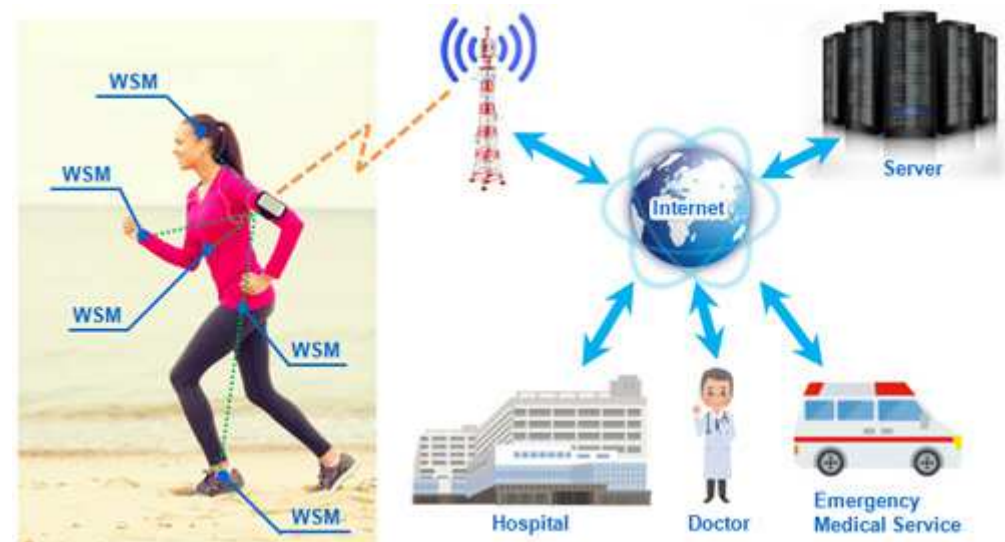 WSM
WSM
WSM
WSM
WSM
Internet
Server
Hospital
Doctor
Emergency
Medical Service